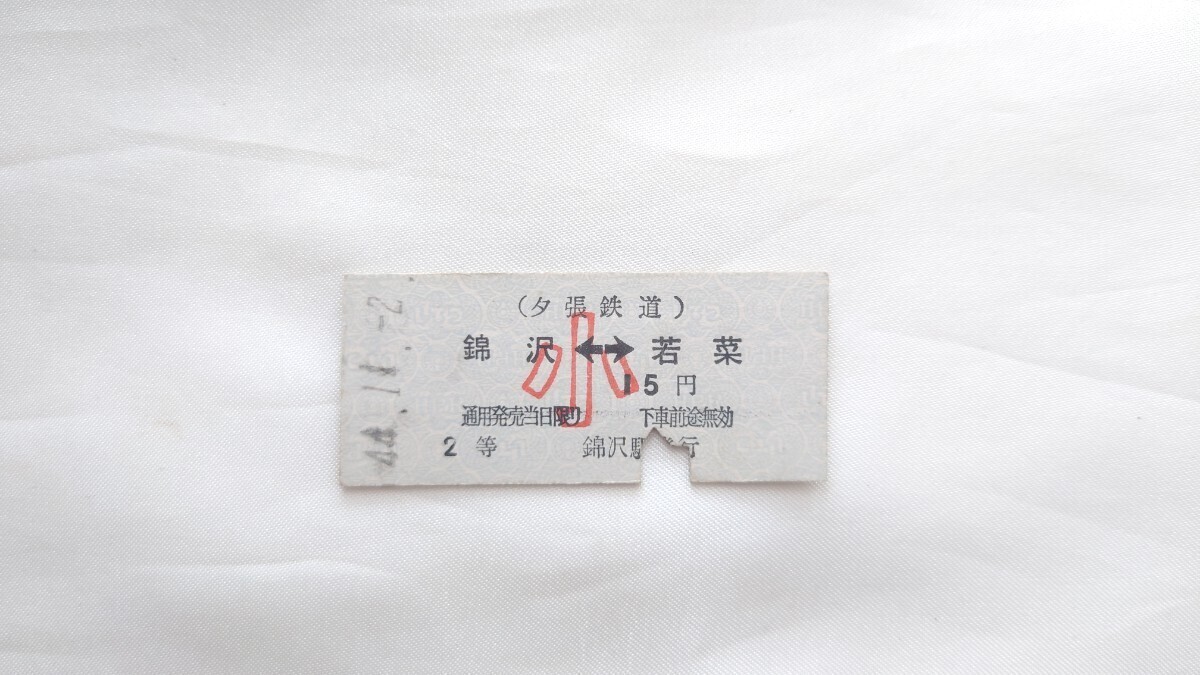 (夕張鉄道)
錦沢⟷若菜
小
15円
通用発売当日限り 下車前途無効
2等 錦沢駅発行
44.11.-2